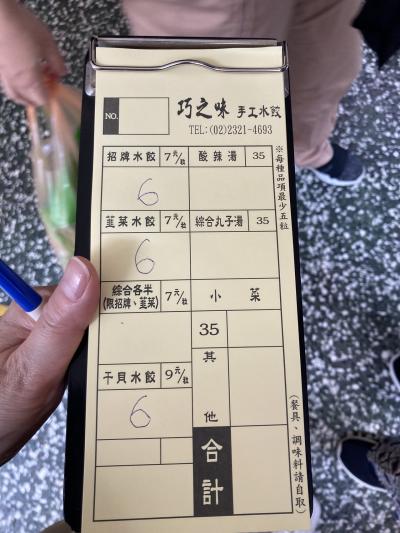 NO.
巧之味 手工水餃
TEL:(02)2321-4693
招牌水餃 7元/粒 酸辣湯 35
6
韮菜水餃 7元/粒 綜合丸子湯 35
6
綜合各半 7元/粒 小菜
(限招牌、韮菜)
35
干貝水餃 9元/粒 其他
6
合計
※每種品項最少五粒
(餐具、調味料請自取)